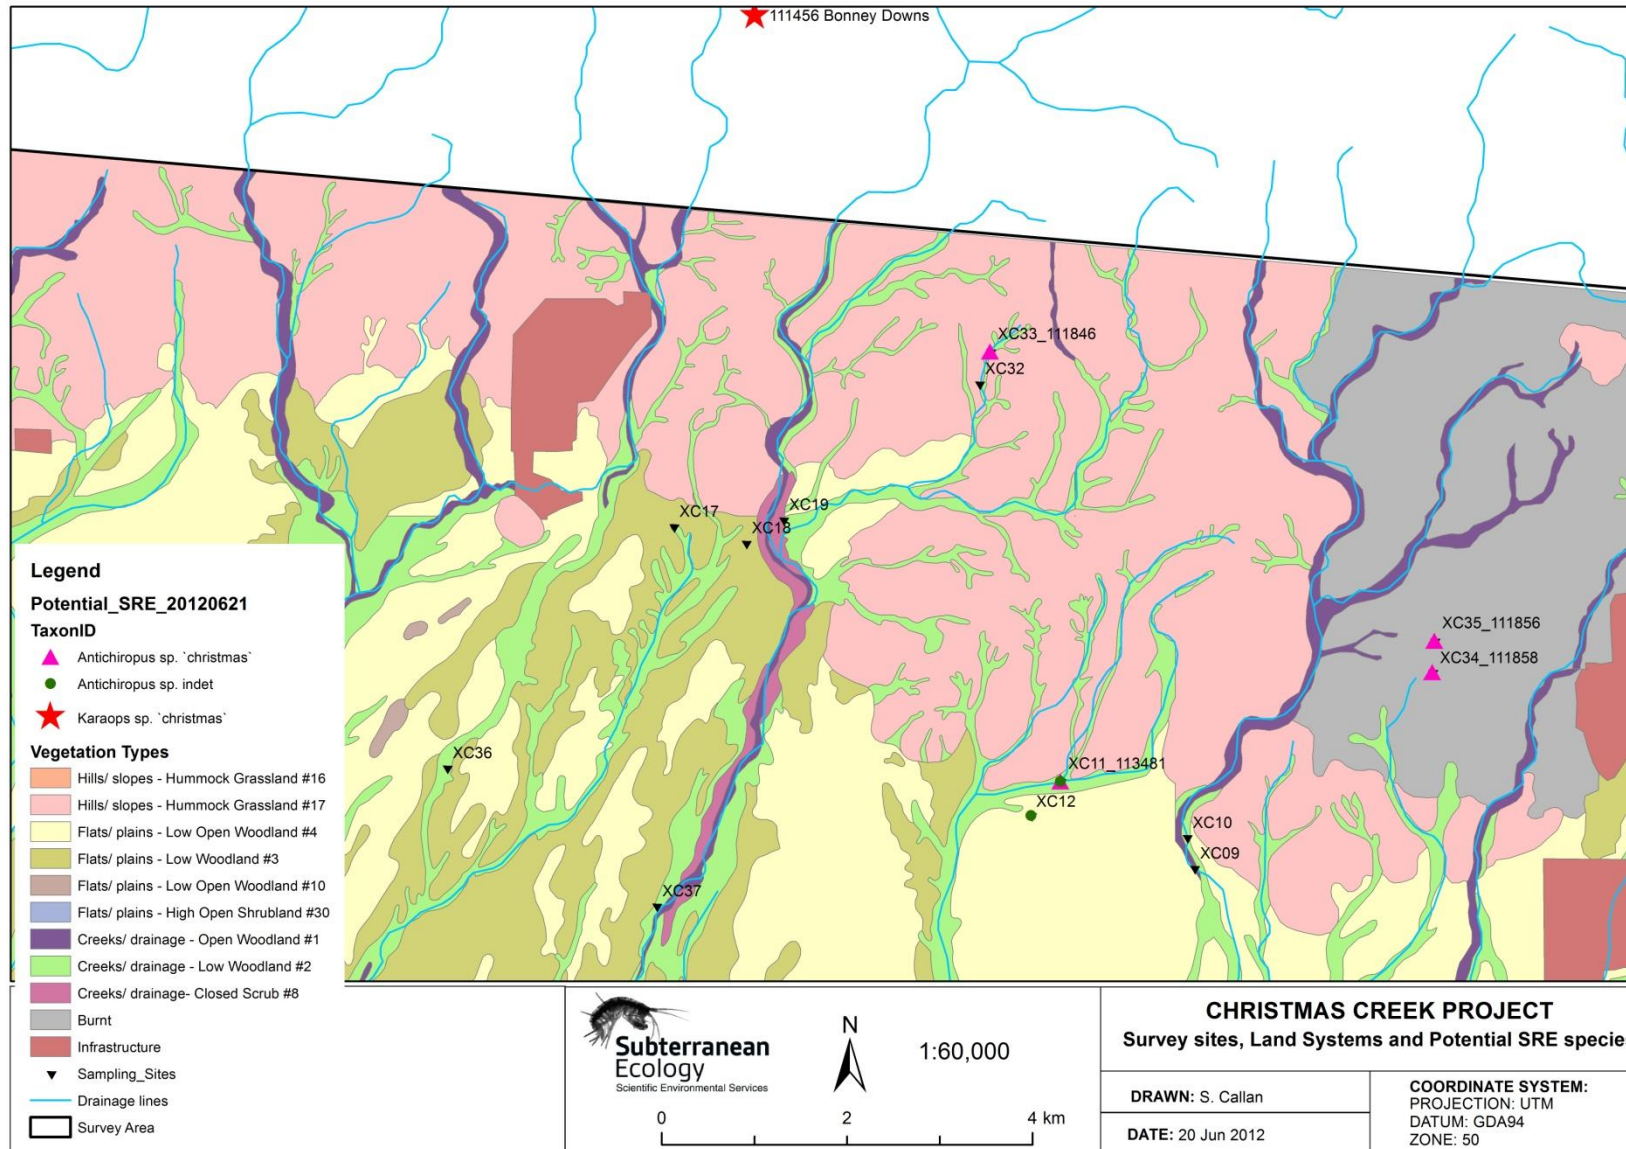 111456 Bonney Downs
XC33_111846
XC32
XC19
XC17
XC18
XC35_111856
XC34_111858
XC36
XC11_113481
XC12
XC10
XC09
XC37
Legend
Potential_SRE_20120621
TaxonID
Antichiropus sp. `christmas`
Antichiropus sp. indet
Karaops sp. `christmas`
Vegetation Types
Hills/ slopes - Hummock Grassland #16
Hills/ slopes - Hummock Grassland #17
Flats/ plains - Low Open Woodland #4
Flats/ plains - Low Woodland #3
Flats/ plains - Low Open Woodland #10
Flats/ plains - High Open Shrubland #30
Creeks/ drainage - Open Woodland #1
Creeks/ drainage - Low Woodland #2
Creeks/ drainage- Closed Scrub #8
Burnt
Infrastructure
Sampling_Sites
Drainage lines
Survey Area
Subterranean
Ecology
Scientific Environmental Services
N
1:60,000
0 2 4 km
CHRISTMAS CREEK PROJECT
Survey sites, Land Systems and Potential SRE specie
DRAWN: S. Callan
DATE: 20 Jun 2012
COORDINATE SYSTEM:
PROJECTION: UTM
DATUM: GDA94
ZONE: 50